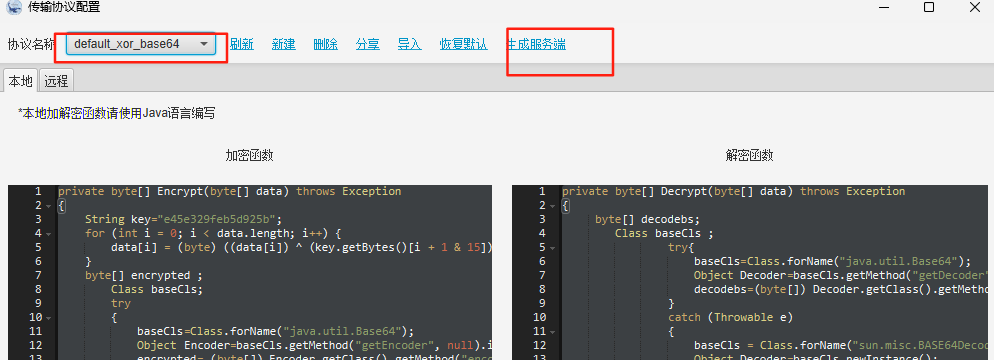 传输协议配置
协议名称 default_xor_base64 刷新 新建 删除 分享 导入 恢复默认 生成服务端
本地 远程
*本地加解密函数请使用Java语言编写
加密函数
1 private byte[] Encrypt(byte[] data) throws Exception
2 {
3 String key="e45e329feb5d925b";
4 for (int i = 0; i < data.length; i++) {
5 data[i] = (byte) ((data[i]) ^ (key.getBytes()[i + 1 & 15])
6 }
7 byte[] encrypted ;
8 Class baseCls;
9 try
10 {
11 baseCls=Class.forName("java.util.Base64");
12 Object Encoder=baseCls.getMethod("getEncoder", null).i
13 encrypted= (byte[]) Encoder.getClass().getMethod("enco
解密函数
1 private byte[] Decrypt(byte[] data) throws Exception
2 {
3 byte[] decodebs;
4 Class baseCls ;
5 try{
6 baseCls=Class.forName("java.util.Base64");
7 Object Decoder=baseCls.getMethod("getDecoder"
8 decodebs=(byte[]) Decoder.getClass().getMetho
9 }
10 catch (Throwable e)
11 {
12 baseCls = Class.forName("sun.misc.BASE64Decod
13 Object Decoder=baseCls.newInstance();